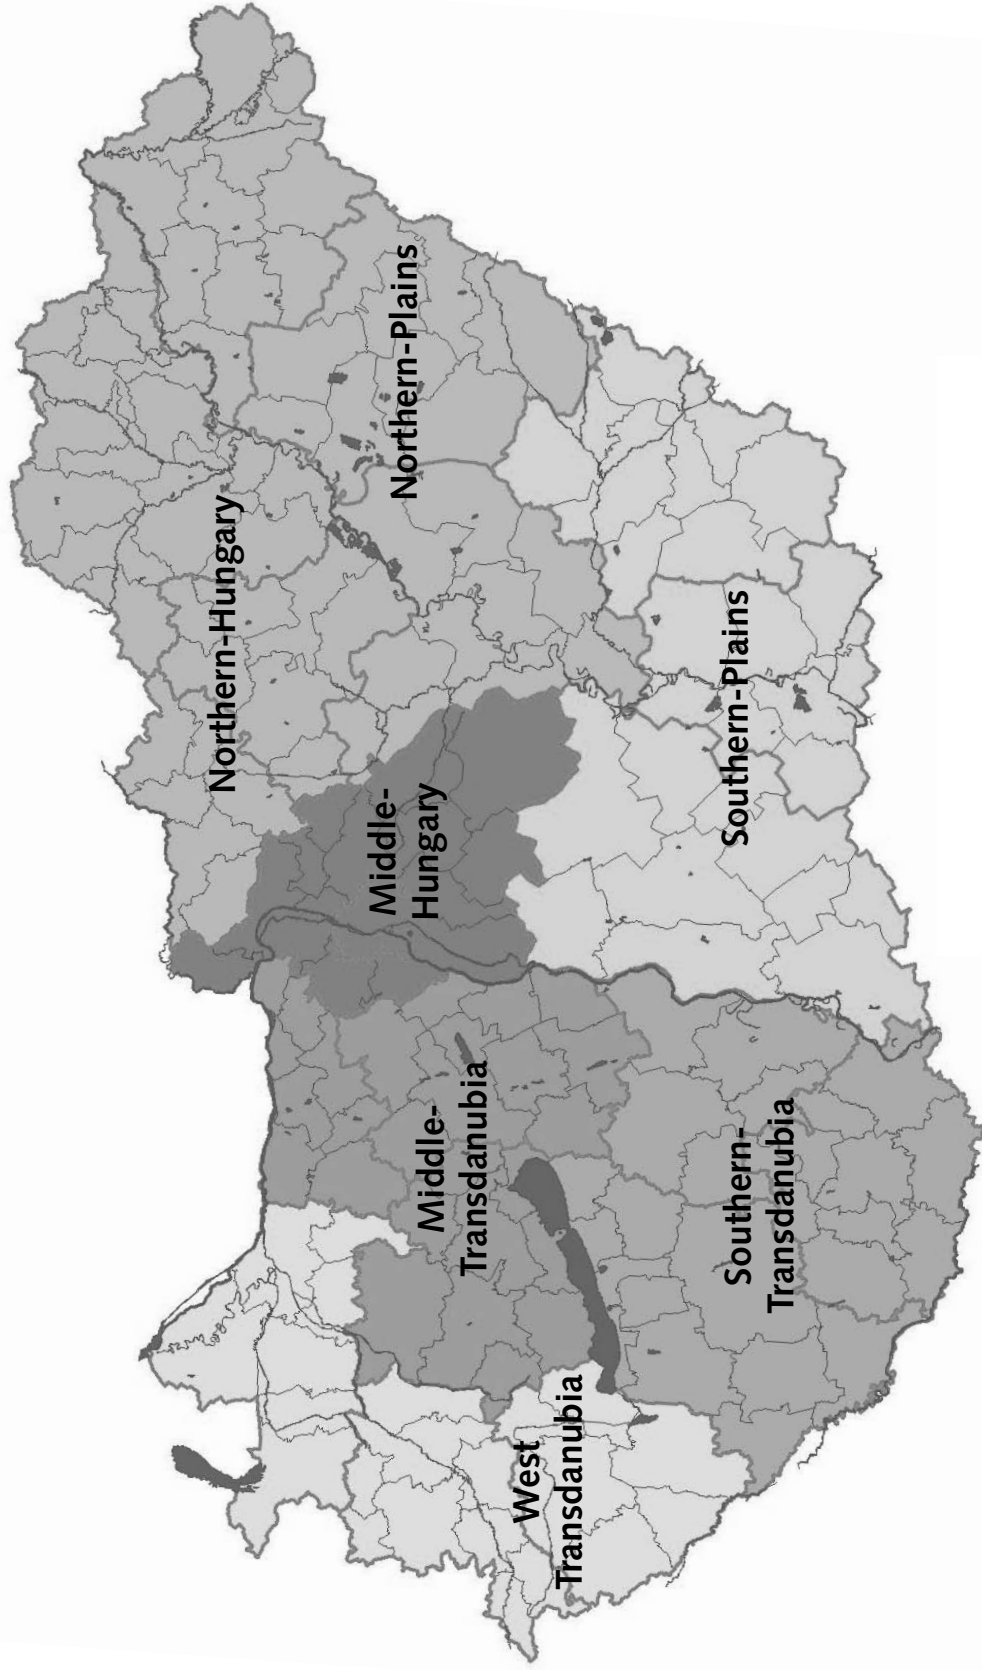 Northern-Hungary
Northern-Plains
Middle-
Hungary
Southern-Plains
Middle-
Transdanubia
Southern-
Transdanubia
West
Transdanubia